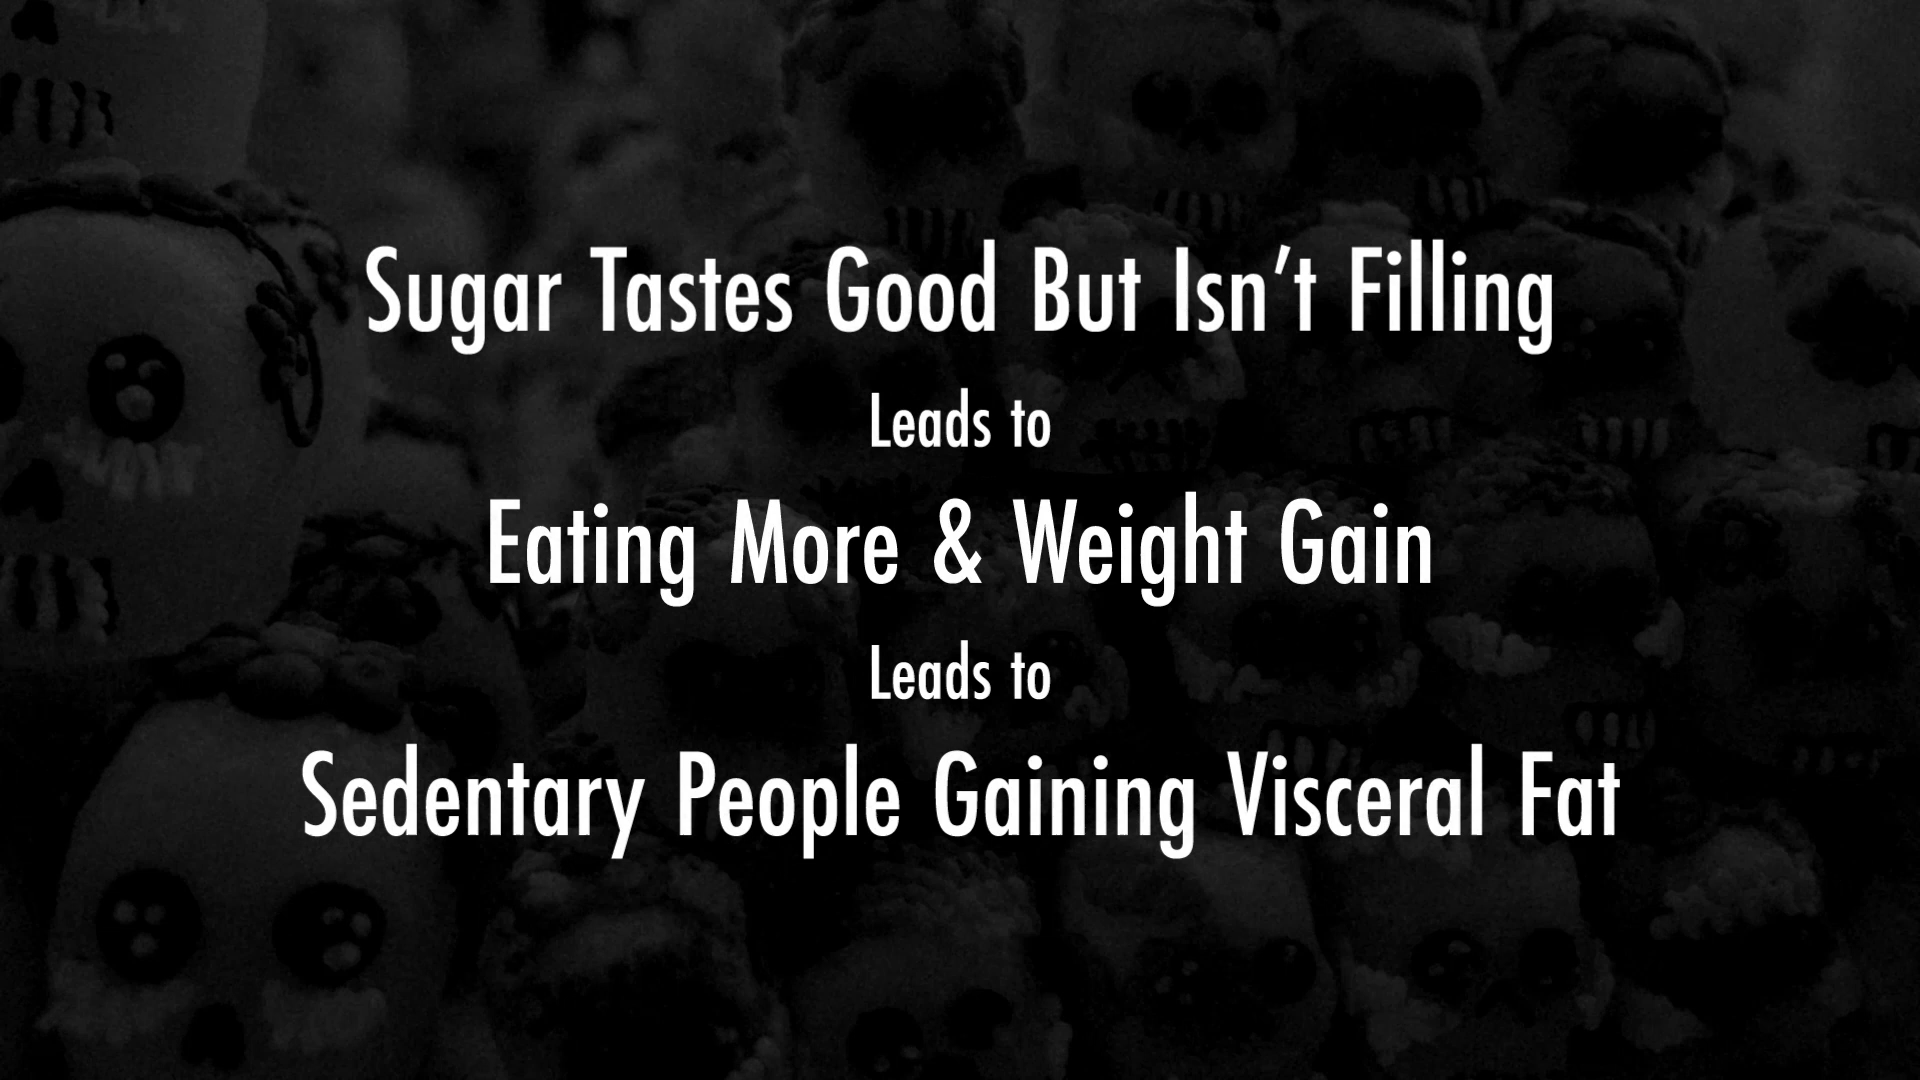 Sugar Tastes Good But Isn’t Filling
Leads to
Eating More & Weight Gain
Leads to
Sedentary People Gaining Visceral Fat